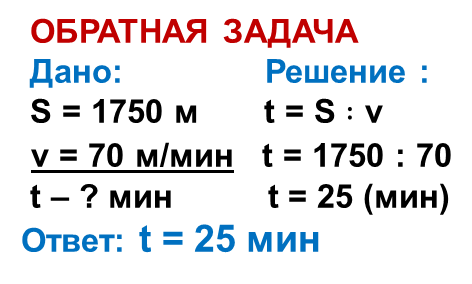 ОБРАТНАЯ ЗАДАЧА
Дано: Решение :
S = 1750 м t = S : v
v = 70 м/мин t = 1750 : 70
t – ? мин t = 25 (мин)
Ответ: t = 25 мин